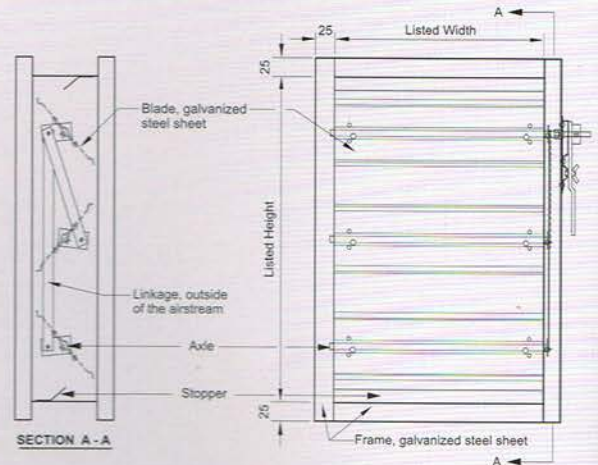 A
25
Listed Width
25
Blade, galvanized
steel sheet
Listed Height
Linkage, outside
of the airstream
Axle
Stopper
25
SECTION A - A
Frame, galvanized steel sheet
A